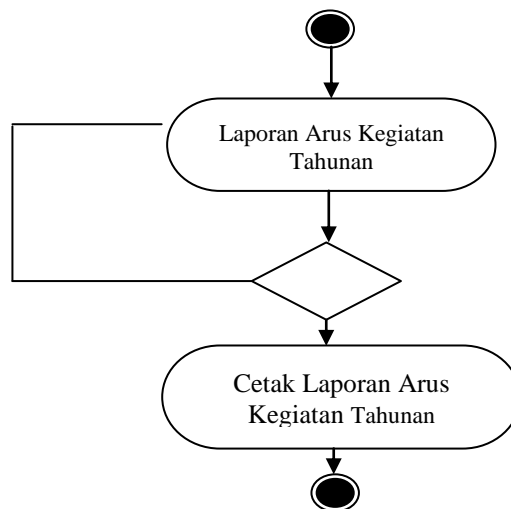 Laporan Arus Kegiatan
Tahunan
Cetak Laporan Arus
Kegiatan Tahunan